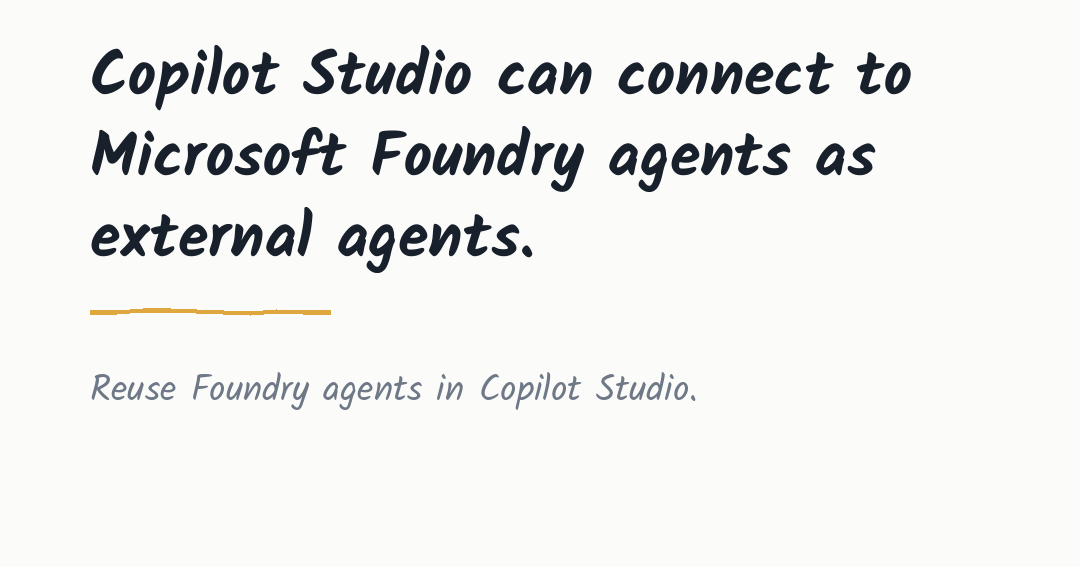 Copilot Studio can connect to
Microsoft Foundry agents as
external agents.
Reuse Foundry agents in Copilot Studio.